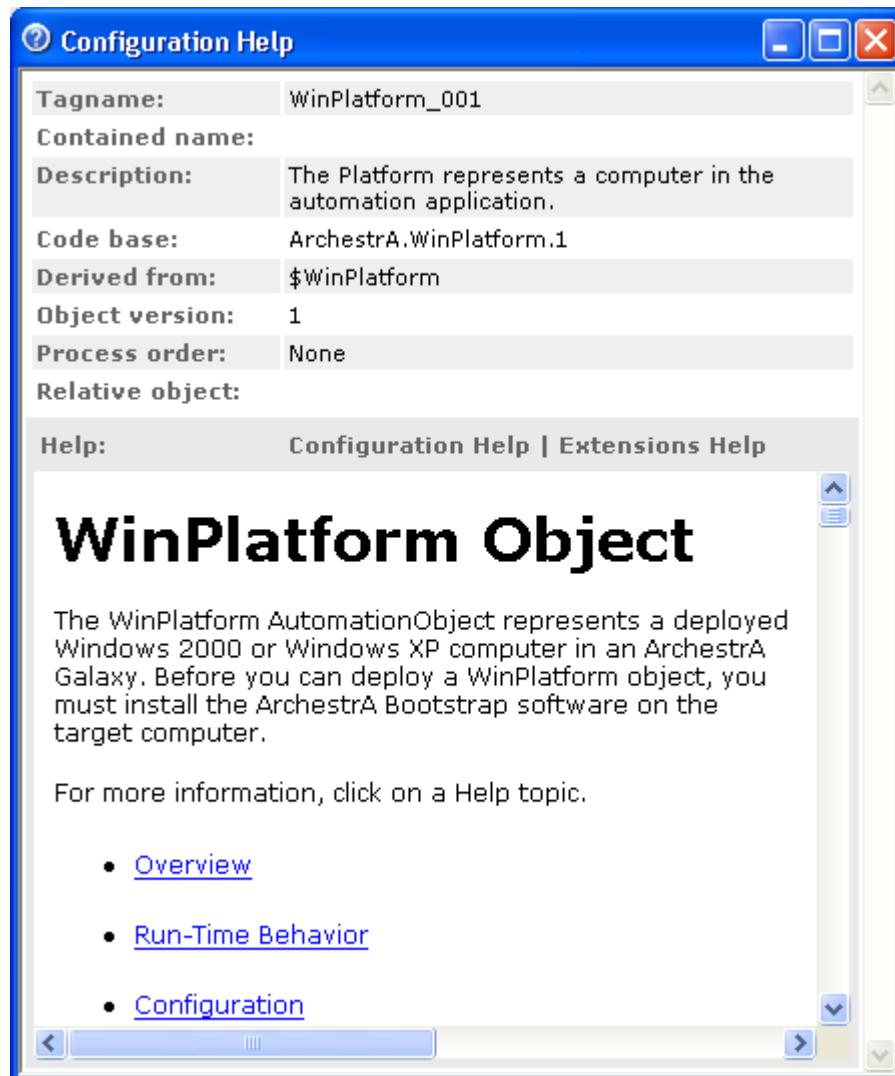 Configuration Help
Tagname: WinPlatform_001
Contained name:
Description: The Platform represents a computer in the
automation application.
Code base: ArchestrA.WinPlatform.1
Derived from: $WinPlatform
Object version: 1
Process order: None
Relative object:
Help: Configuration Help | Extensions Help
WinPlatform Object
The WinPlatform AutomationObject represents a deployed
Windows 2000 or Windows XP computer in an ArchestrA
Galaxy. Before you can deploy a WinPlatform object, you
must install the ArchestrA Bootstrap software on the
target computer.
For more information, click on a Help topic.
• Overview
• Run-Time Behavior
• Configuration